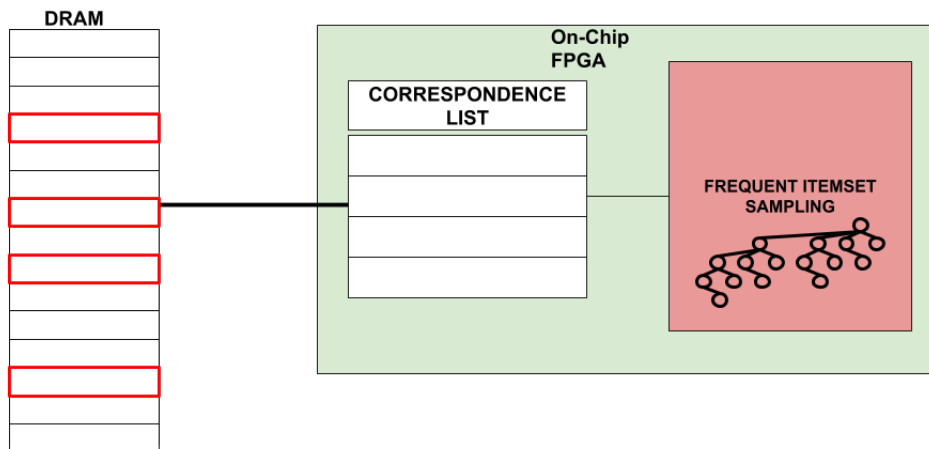 DRAM
On-Chip
FPGA
CORRESPONDENCE
LIST
FREQUENT ITEMSET
SAMPLING